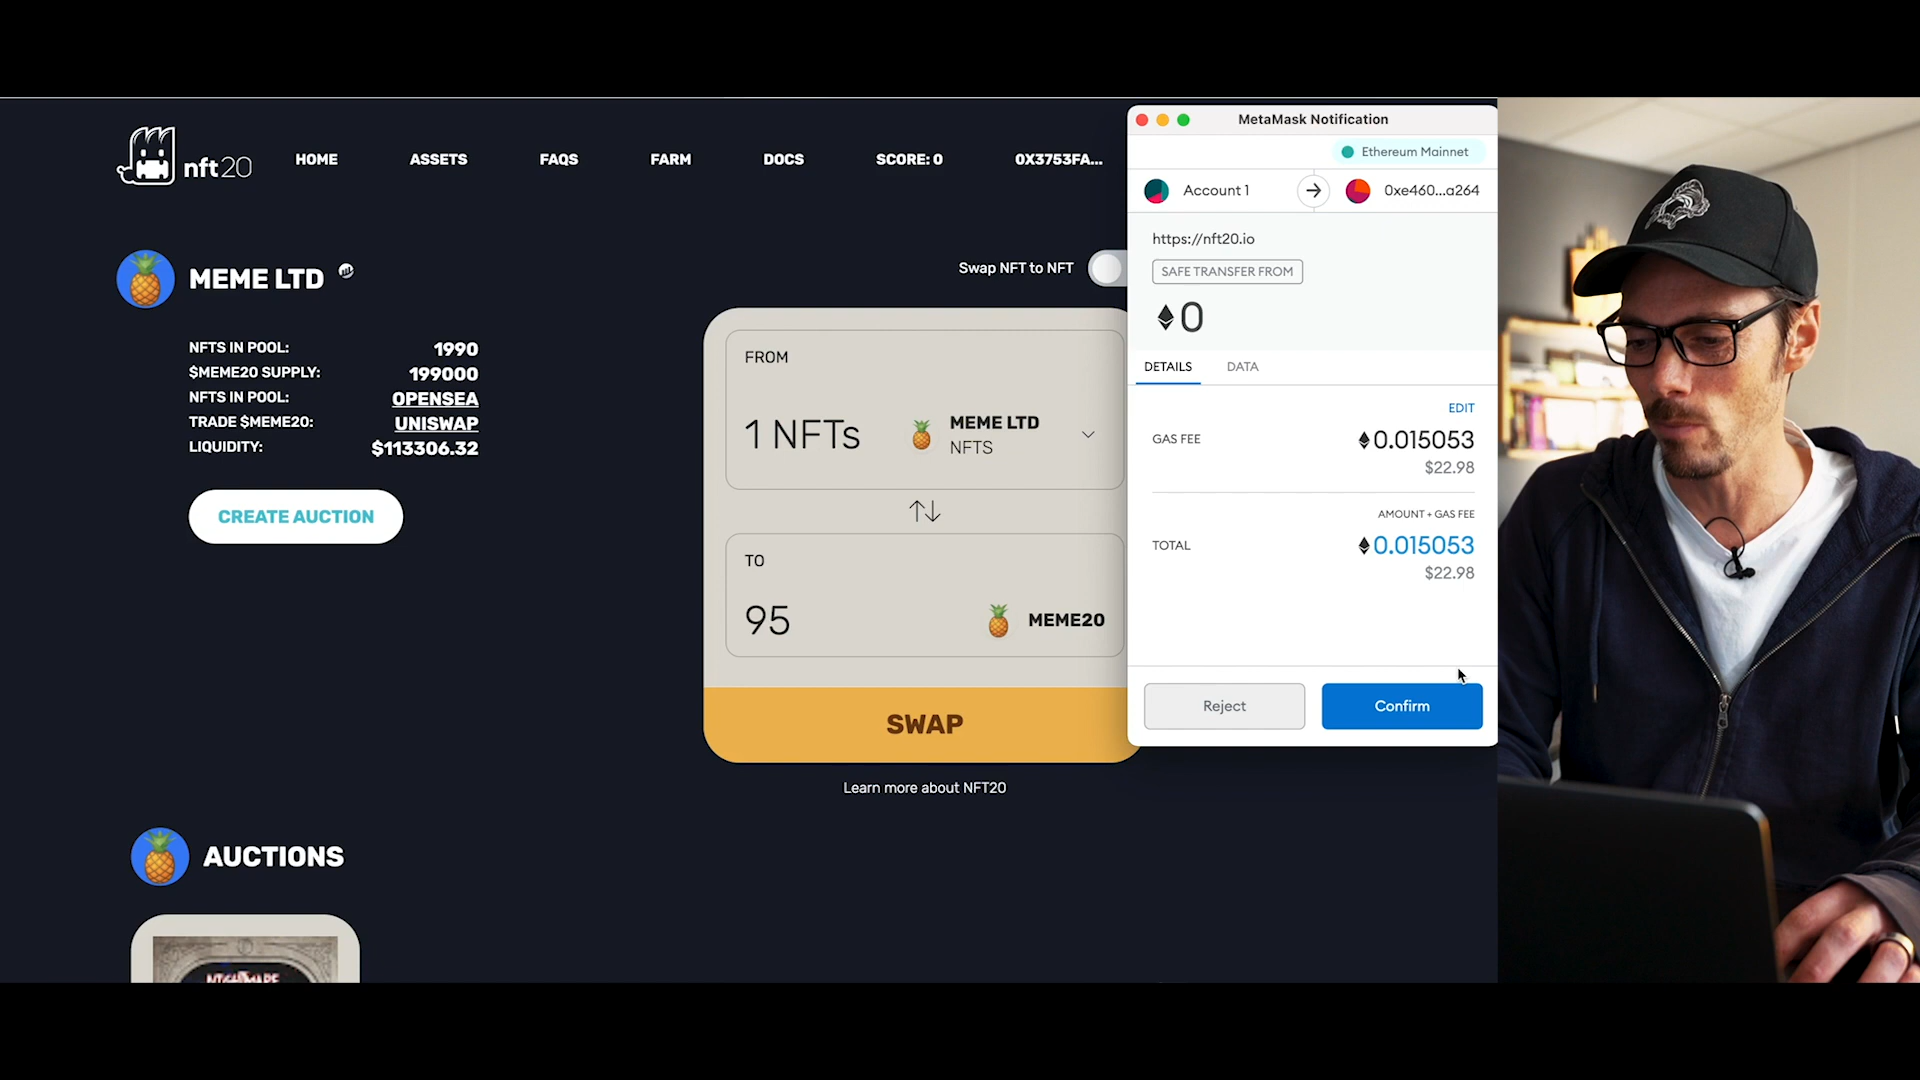 nft20
HOME
ASSETS
FAQS
FARM
DOCS
SCORE: 0
0X3753FA...
MEME LTD
NFTS IN POOL: 1990
$MEME20 SUPPLY: 199000
NFTS IN POOL: OPENSEA
TRADE $MEME20: UNISWAP
LIQUIDITY: $113306.32
CREATE AUCTION
Swap NFT to NFT
FROM
1 NFTs
MEME LTD
NFTS
TO
95
MEME20
SWAP
Learn more about NFT20
AUCTIONS
NIGHTMARE
MetaMask Notification
Ethereum Mainnet
Account 1
0xe460...a264
https://nft20.io
SAFE TRANSFER FROM
0
DETAILS
DATA
EDIT
GAS FEE
0.015053
$22.98
AMOUNT + GAS FEE
TOTAL
0.015053
$22.98
Reject
Confirm